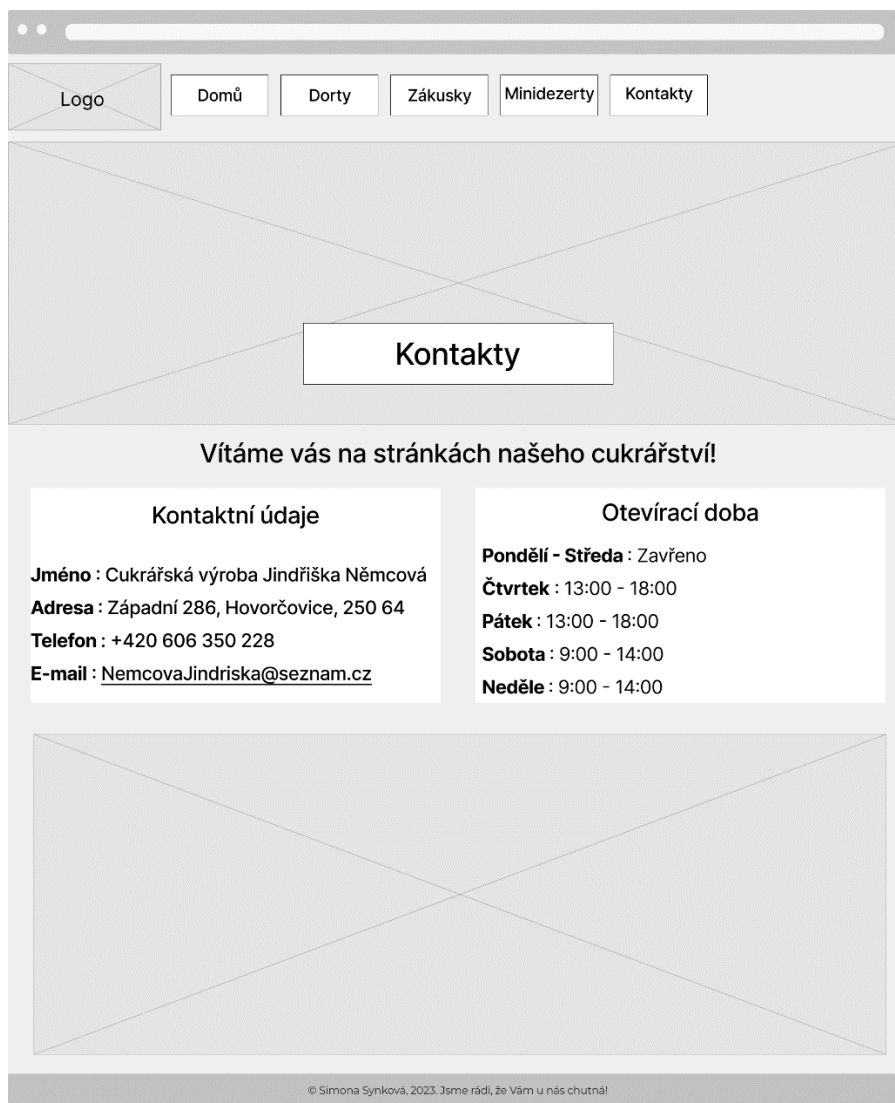 Logo
Domů
Dorty
Zákusky
Minidezerty
Kontakty
Kontakty
Vítáme vás na stránkách našeho cukrářství!
Kontaktní údaje
Jméno : Cukrářská výroba Jindřiška Němcová
Adresa : Západní 286, Hovorčovice, 250 64
Telefon : +420 606 350 228
E-mail : NemcovaJindriska@seznam.cz
Otevírací doba
Pondělí - Středa : Zavřeno
Čtvrtek : 13:00 - 18:00
Pátek : 13:00 - 18:00
Sobota : 9:00 - 14:00
Neděle : 9:00 - 14:00
© Simona Synková, 2023. Jsme rádi, že Vám u nás chutná!